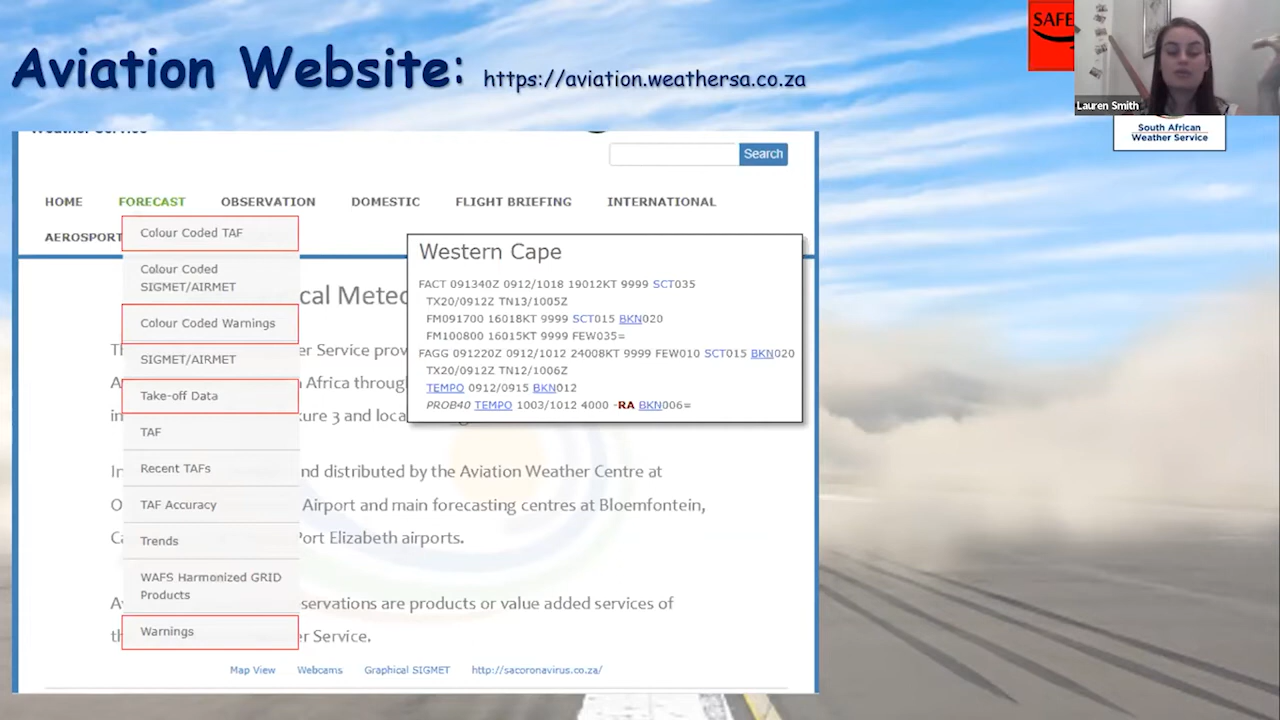 Aviation Website: https://aviation.weathersa.co.za
SAFE
Lauren Smith
South African
Weather Service
Weather Service
Search
HOME FORECAST OBSERVATION DOMESTIC FLIGHT BRIEFING INTERNATIONAL
AEROSPORT
Colour Coded TAF
Colour Coded
SIGMET/AIRMET
Colour Coded Warnings
SIGMET/AIRMET
Take-off Data
TAF
Recent TAFs
TAF Accuracy
Trends
WAFS Harmonized GRID
Products
Warnings
Western Cape
FACT 091340Z 0912/1018 19012KT 9999 SCT035
TX20/0912Z TN13/1005Z
FM091700 16018KT 9999 SCT015 BKN020
FM100800 16015KT 9999 FEW035=
FAGG 091220Z 0912/1012 24008KT 9999 FEW010 SCT015 BKN020
TX20/0912Z TN12/1006Z
TEMPO 0912/0915 BKN012
PROB40 TEMPO 1003/1012 4000 -RA BKN006=
cal Meteo
er Service prov
Africa through
ure 3 and loca
nd distributed by the Aviation Weather Centre at
Airport and main forecasting centres at Bloemfontein,
Port Elizabeth airports.
servations are products or value added services of
r Service.
Map View Webcams Graphical SIGMET http://sacoronavirus.co.za/